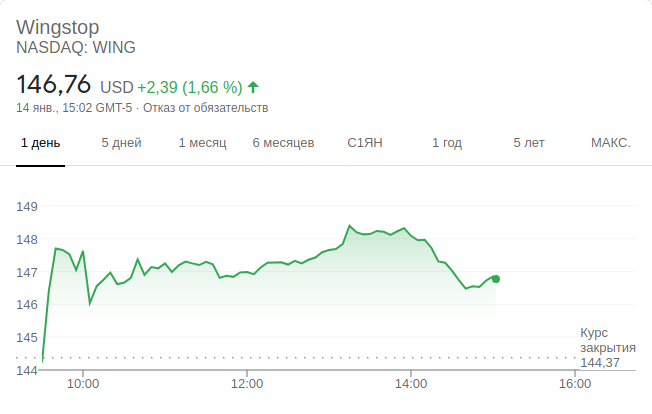 Wingstop
NASDAQ: WING
146,76 USD +2,39 (1,66 %)
14 янв., 15:02 GMT-5 · Отказ от обязательств
1 день 5 дней 1 месяц 6 месяцев С1ЯН 1 год 5 лет МАКС.
149
148
147
146
145
144
Курс
закрытия
144,37
10:00 12:00 14:00 16:00